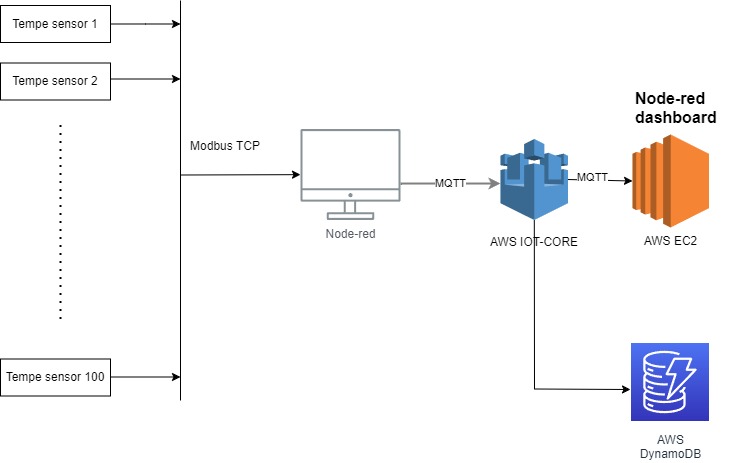 Tempe sensor 1
Tempe sensor 2
Modbus TCP
Node-red
MQTT
AWS IOT-CORE
MQTT
Node-red
dashboard
AWS EC2
Tempe sensor 100
AWS
DynamoDB